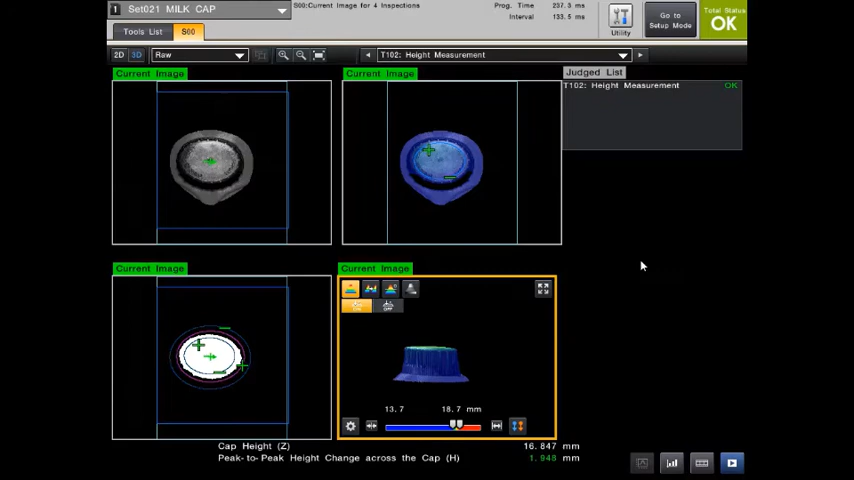 1 Set021 MILK CAP
S00:Current Image for 4 Inspections
Prog. Time 237.3 ms
Interval 133.5 ms
Utility
Go to
Setup Mode
Total Status
OK
Tools List
S00
2D 3D Raw
T102: Height Measurement
Current Image
Current Image
Judged List
T102: Height Measurement OK
Current Image
Current Image
13.7 18.7 mm
Cap Height (Z) 16.847 mm
Peak-to-Peak Height Change across the Cap (H) 1.948 mm